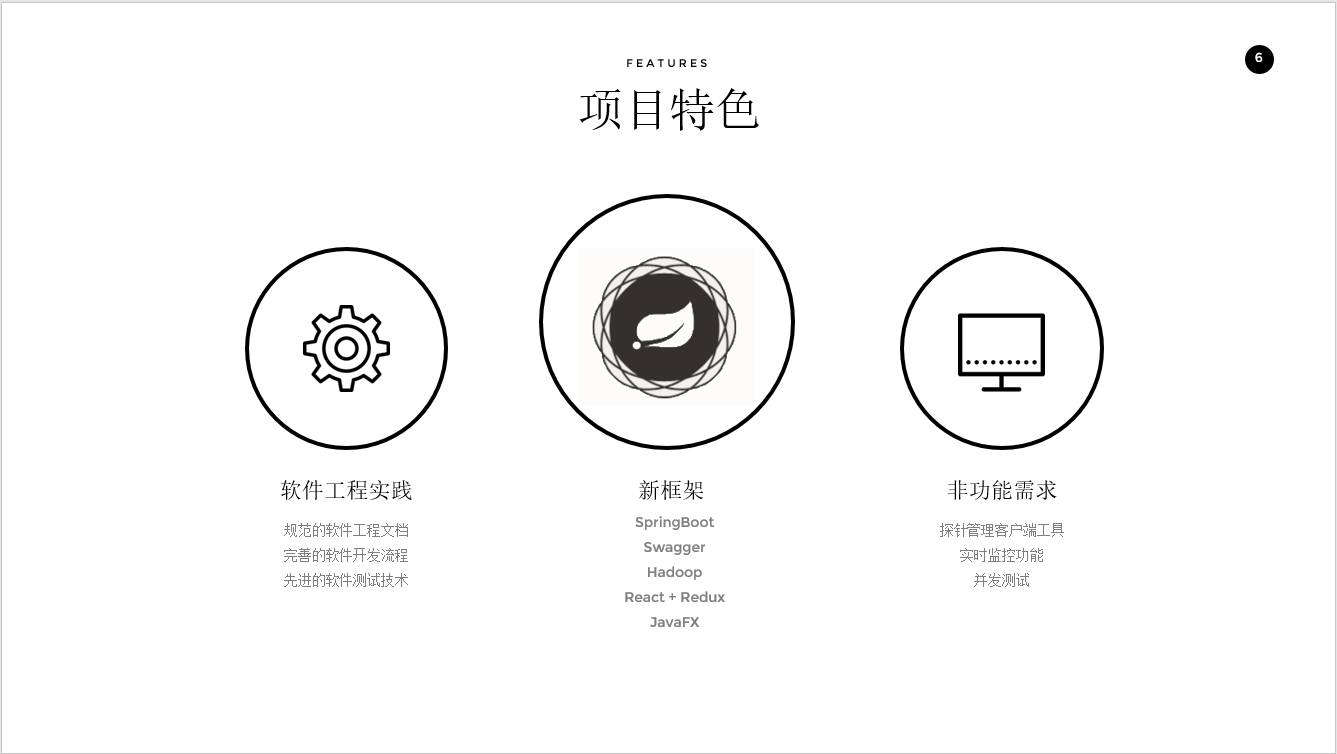 FEATURES
6
项目特色
软件工程实践
规范的软件工程文档
完善的软件开发流程
先进的软件测试技术
新框架
SpringBoot
Swagger
Hadoop
React + Redux
JavaFX
非功能需求
探针管理客户端工具
实时监控功能
并发测试